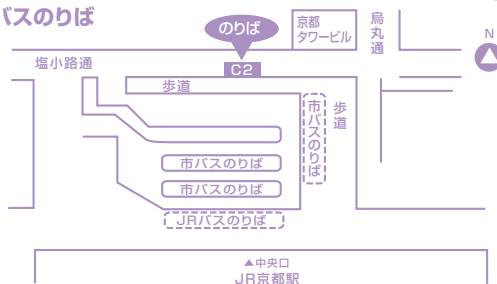 バスのりば
のりば
京都
タワービル
烏丸通
N
塩小路通
C2
歩道
市バスのりば
歩道
市バスのりば
市バスのりば
JRバスのりば
▲中央口
JR京都駅